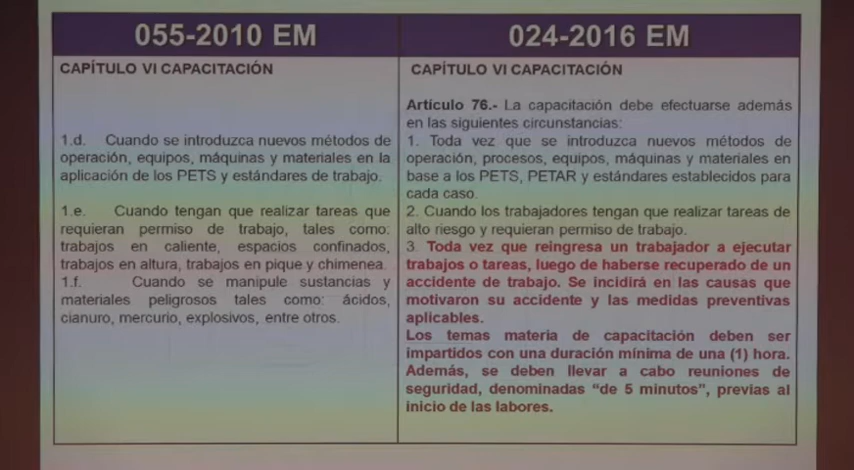 055-2010 EM
CAPÍTULO VI CAPACITACIÓN
1.d. Cuando se introduzca nuevos métodos de
operación, equipos, máquinas y materiales en la
aplicación de los PETS y estándares de trabajo.
1.e. Cuando tengan que realizar tareas que
requieran permiso de trabajo, tales como:
trabajos en caliente, espacios confinados,
trabajos en altura, trabajos en pique y chimenea.
1.f. Cuando se manipule sustancias y
materiales peligrosos tales como: ácidos,
cianuro, mercurio, explosivos, entre otros.
024-2016 EM
CAPÍTULO VI CAPACITACIÓN
Artículo 76.- La capacitación debe efectuarse además
en las siguientes circunstancias:
1. Toda vez que se introduzca nuevos métodos de
operación, procesos, equipos, máquinas y materiales en
base a los PETS, PETAR y estándares establecidos para
cada caso.
2. Cuando los trabajadores tengan que realizar tareas de
alto riesgo y requieran permiso de trabajo.
3. Toda vez que reingresa un trabajador a ejecutar
trabajos o tareas, luego de haberse recuperado de un
accidente de trabajo. Se incidirá en las causas que
motivaron su accidente y las medidas preventivas
aplicables.
Los temas materia de capacitación deben ser
impartidos con una duración mínima de una (1) hora.
Además, se deben llevar a cabo reuniones de
seguridad, denominadas “de 5 minutos”, previas al
inicio de las labores.